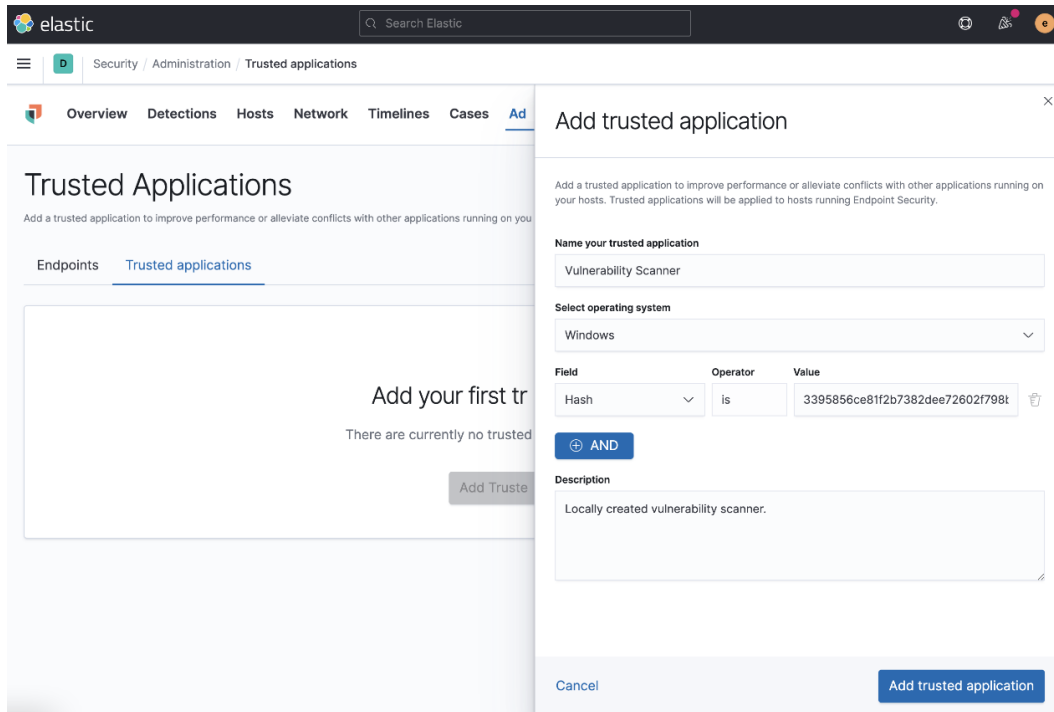 elastic
Search Elastic
e
D
Security / Administration / Trusted applications
Overview Detections Hosts Network Timelines Cases Ad
Trusted Applications
Add a trusted application to improve performance or alleviate conflicts with other applications running on you
Endpoints Trusted applications
Add your first tr
There are currently no trusted
Add Truste
Add trusted application
Add a trusted application to improve performance or alleviate conflicts with other applications running on
your hosts. Trusted applications will be applied to hosts running Endpoint Security.
Name your trusted application
Vulnerability Scanner
Select operating system
Windows
Field Operator Value
Hash is 3395856ce81f2b7382dee72602f798b
AND
Description
Locally created vulnerability scanner.
Cancel Add trusted application